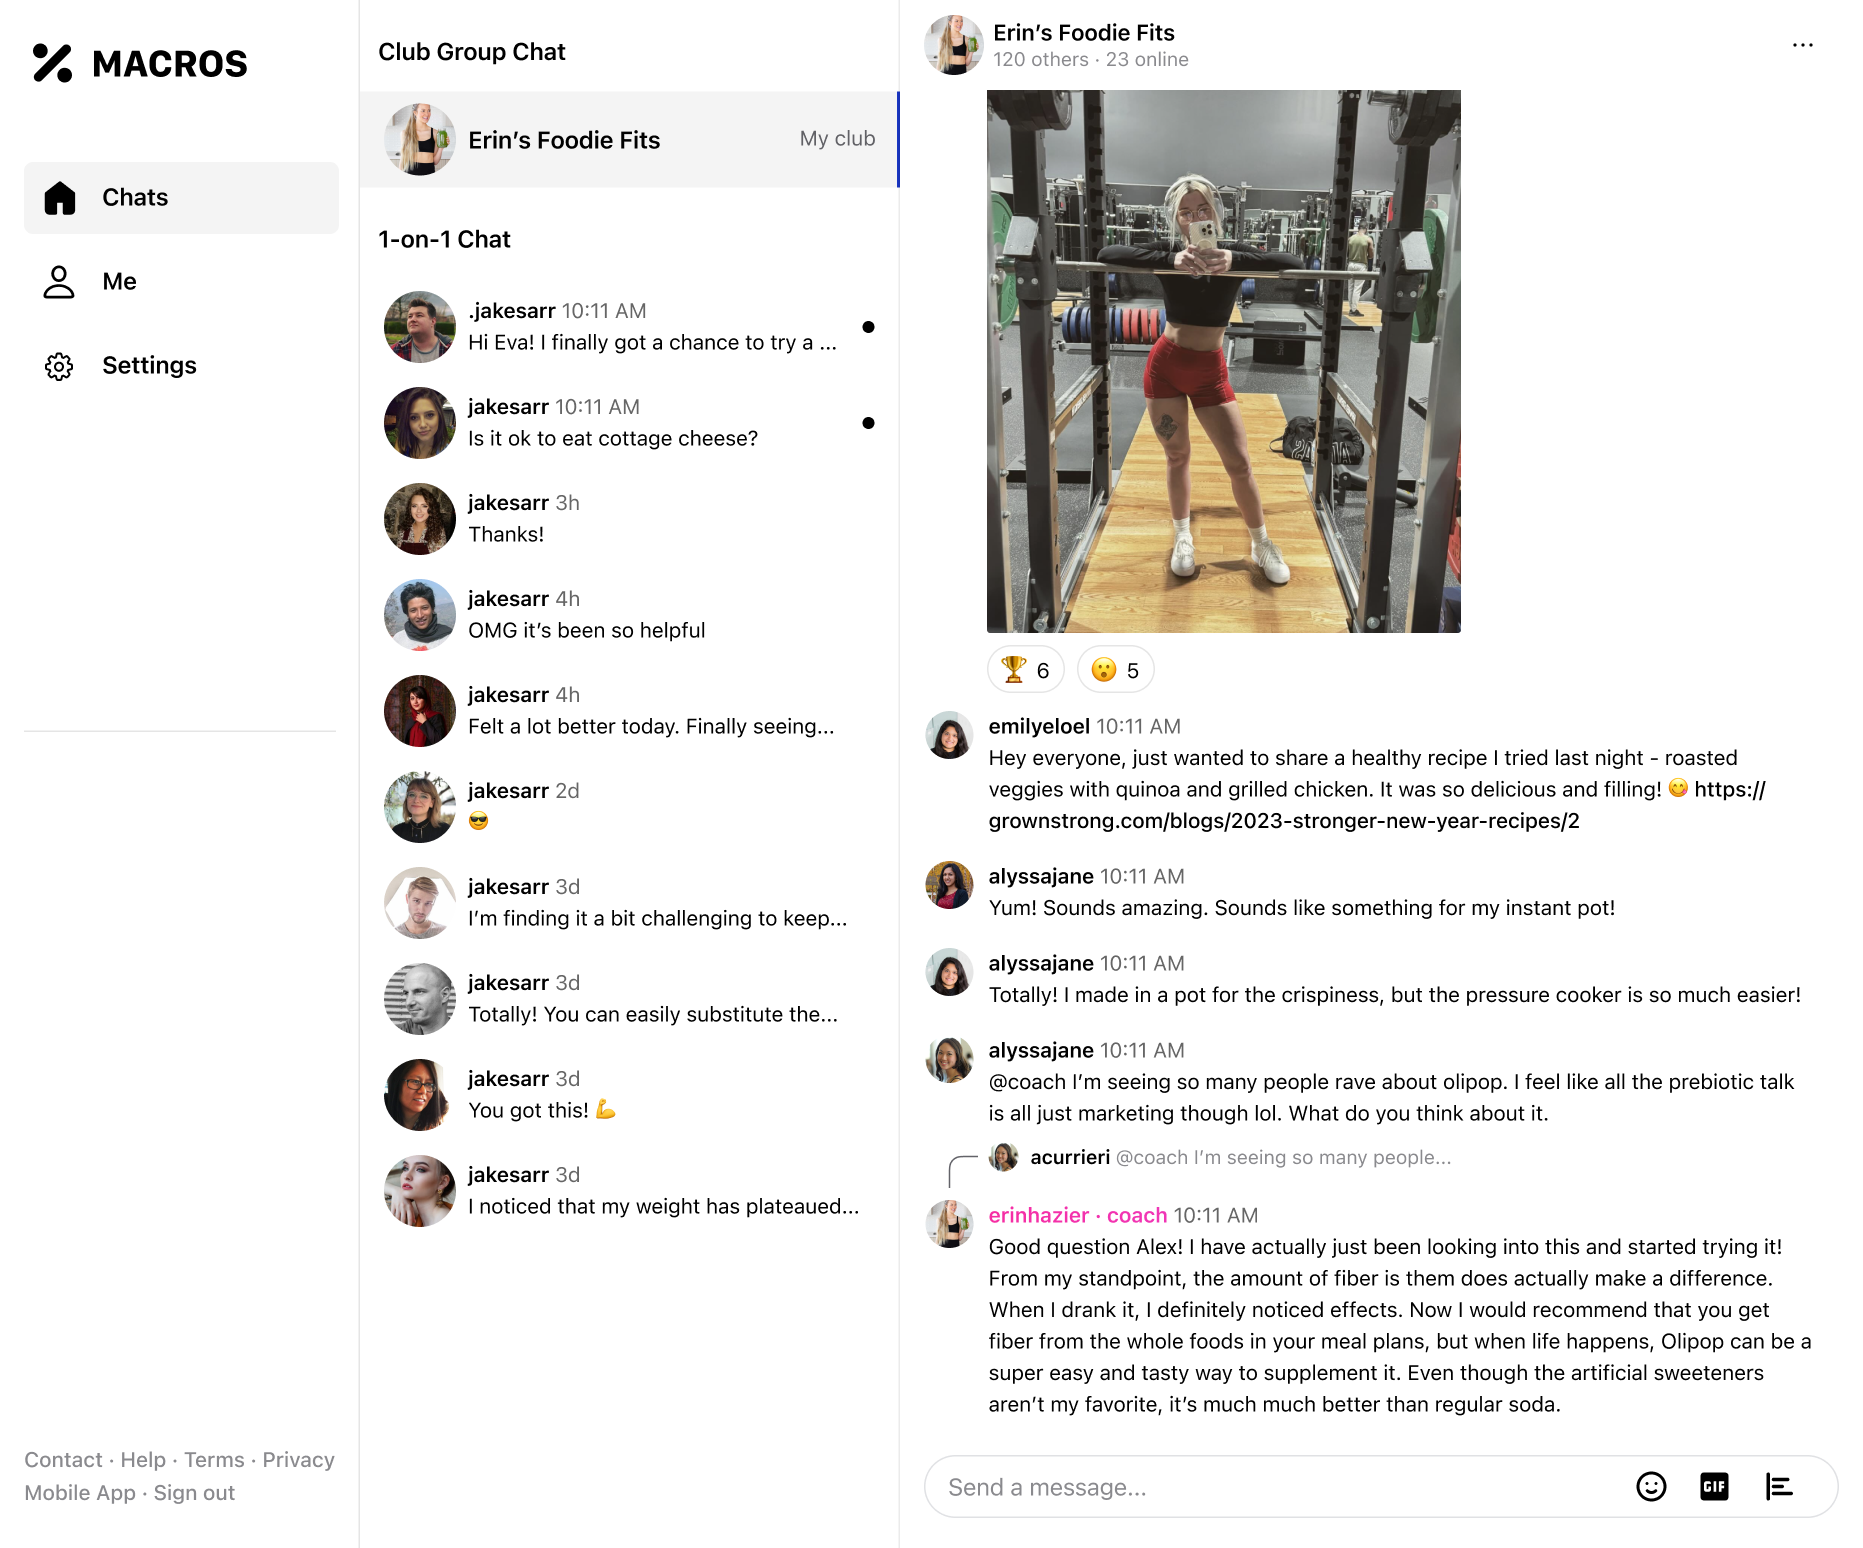 MACROS
Chats
Me
Settings
Contact · Help · Terms · Privacy
Mobile App · Sign out
Club Group Chat
Erin’s Foodie Fits
My club
1-on-1 Chat
.jakesarr 10:11 AM
Hi Eva! I finally got a chance to try a ...
jakesarr 10:11 AM
Is it ok to eat cottage cheese?
jakesarr 3h
Thanks!
jakesarr 4h
OMG it’s been so helpful
jakesarr 4h
Felt a lot better today. Finally seeing...
jakesarr 2d
😎
jakesarr 3d
I’m finding it a bit challenging to keep...
jakesarr 3d
Totally! You can easily substitute the...
jakesarr 3d
You got this! 💪
jakesarr 3d
I noticed that my weight has plateaued...
Erin’s Foodie Fits
120 others · 23 online
🏆 6
😮 5
emilyeloel 10:11 AM
Hey everyone, just wanted to share a healthy recipe I tried last night - roasted
veggies with quinoa and grilled chicken. It was so delicious and filling! 😋 https://
grownstrong.com/blogs/2023-stronger-new-year-recipes/2
alyssajane 10:11 AM
Yum! Sounds amazing. Sounds like something for my instant pot!
alyssajane 10:11 AM
Totally! I made in a pot for the crispiness, but the pressure cooker is so much easier!
alyssajane 10:11 AM
@coach I’m seeing so many people rave about olipop. I feel like all the prebiotic talk
is all just marketing though lol. What do you think about it.
acurrieri @coach I’m seeing so many people...
erinhazier · coach 10:11 AM
Good question Alex! I have actually just been looking into this and started trying it!
From my standpoint, the amount of fiber is them does actually make a difference.
When I drank it, I definitely noticed effects. Now I would recommend that you get
fiber from the whole foods in your meal plans, but when life happens, Olipop can be a
super easy and tasty way to supplement it. Even though the artificial sweeteners
aren’t my favorite, it’s much much better than regular soda.
Send a message...
GIF